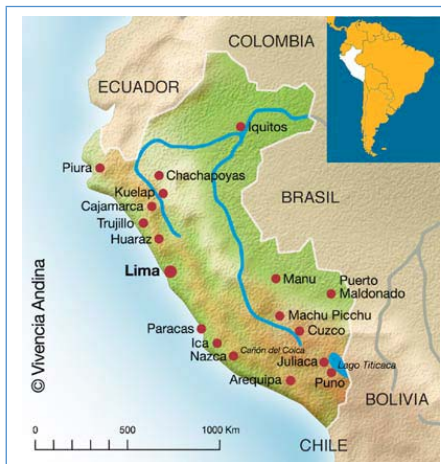 COLOMBIA
ECUADOR
Iquitos
Piura
Chachapoyas
Kuelap
BRASIL
Cajamarca
Trujillo
Huaraz
Lima
Manu
Puerto
Maldonado
Machu Picchu
Paracas
Cuzco
Ica
Cañón del Colca
Nazca
Juliaca
Lago Titicaca
Arequipa
Puno
BOLIVIA
CHILE
0 500 1000 Km
© Vivencia Andina